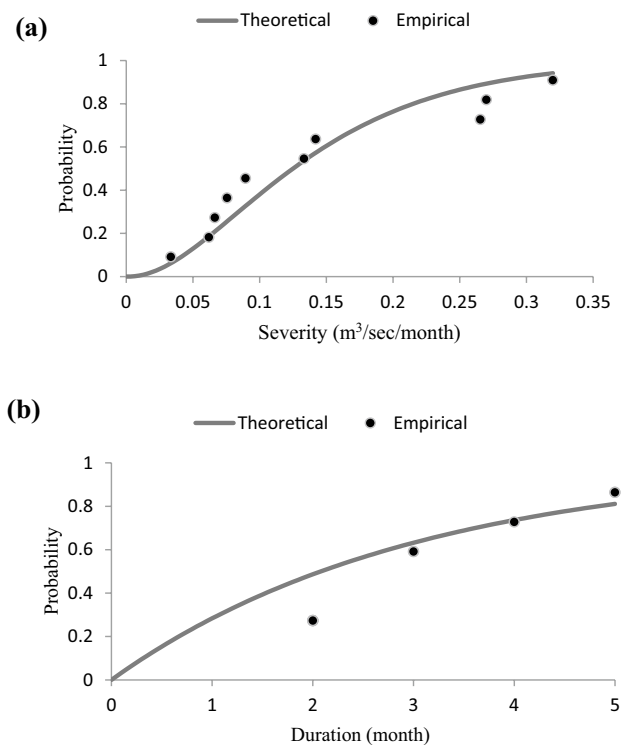 (a)
Theoretical
Empirical
1
0.8
0.6
0.4
0.2
0
Probability
0
0.05
0.1
0.15
0.2
0.25
0.3
0.35
Severity (m³/sec/month)
(b)
Theoretical
Empirical
1
0.8
0.6
0.4
0.2
0
Probability
0
1
2
3
4
5
Duration (month)